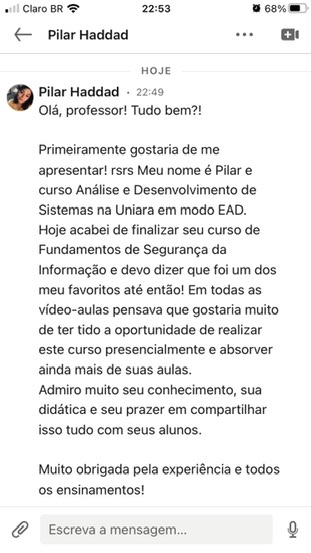 Claro BR 22:53 68%
Pilar Haddad
HOJE
Pilar Haddad • 22:49
Olá, professor! Tudo bem?!
Primeiramente gostaria de me
apresentar! rsrs Meu nome é Pilar e
curso Análise e Desenvolvimento de
Sistemas na Uniara em modo EAD.
Hoje acabei de finalizar seu curso de
Fundamentos de Segurança da
Informação e devo dizer que foi um dos
meu favoritos até então! Em todas as
vídeo-aulas pensava que gostaria muito
de ter tido a oportunidade de realizar
este curso presencialmente e absorver
ainda mais de suas aulas.
Admiro muito seu conhecimento, sua
didática e seu prazer em compartilhar
isso tudo com seus alunos.
Muito obrigada pela experiência e todos
os ensinamentos!
Escreva a mensagem...